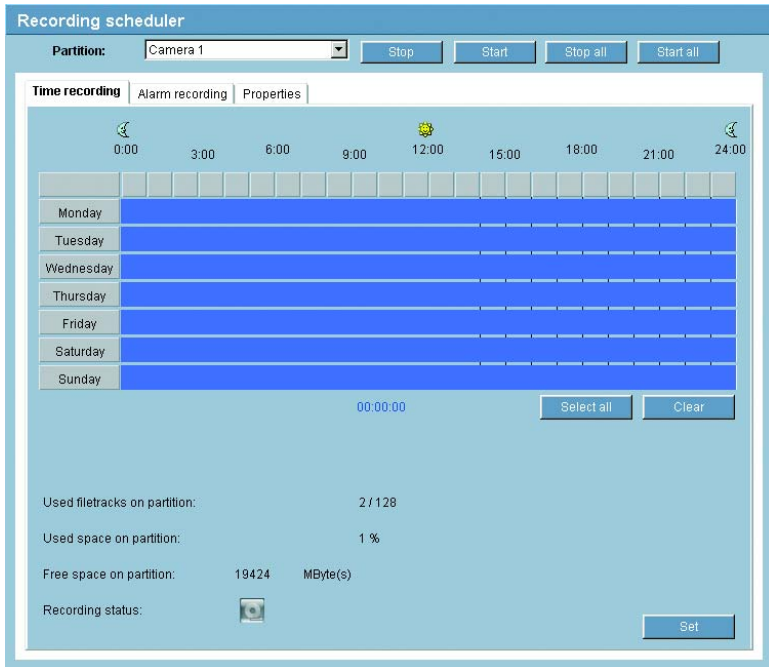 Recording scheduler
Partition: Camera 1 Stop Start Stop all Start all
Time recording Alarm recording Properties
0:00 3:00 6:00 9:00 12:00 15:00 18:00 21:00 24:00
Monday
Tuesday
Wednesday
Thursday
Friday
Saturday
Sunday
00:00:00 Select all Clear
Used filetracks on partition: 2 / 128
Used space on partition: 1 %
Free space on partition: 19424 MByte(s)
Recording status:
Set